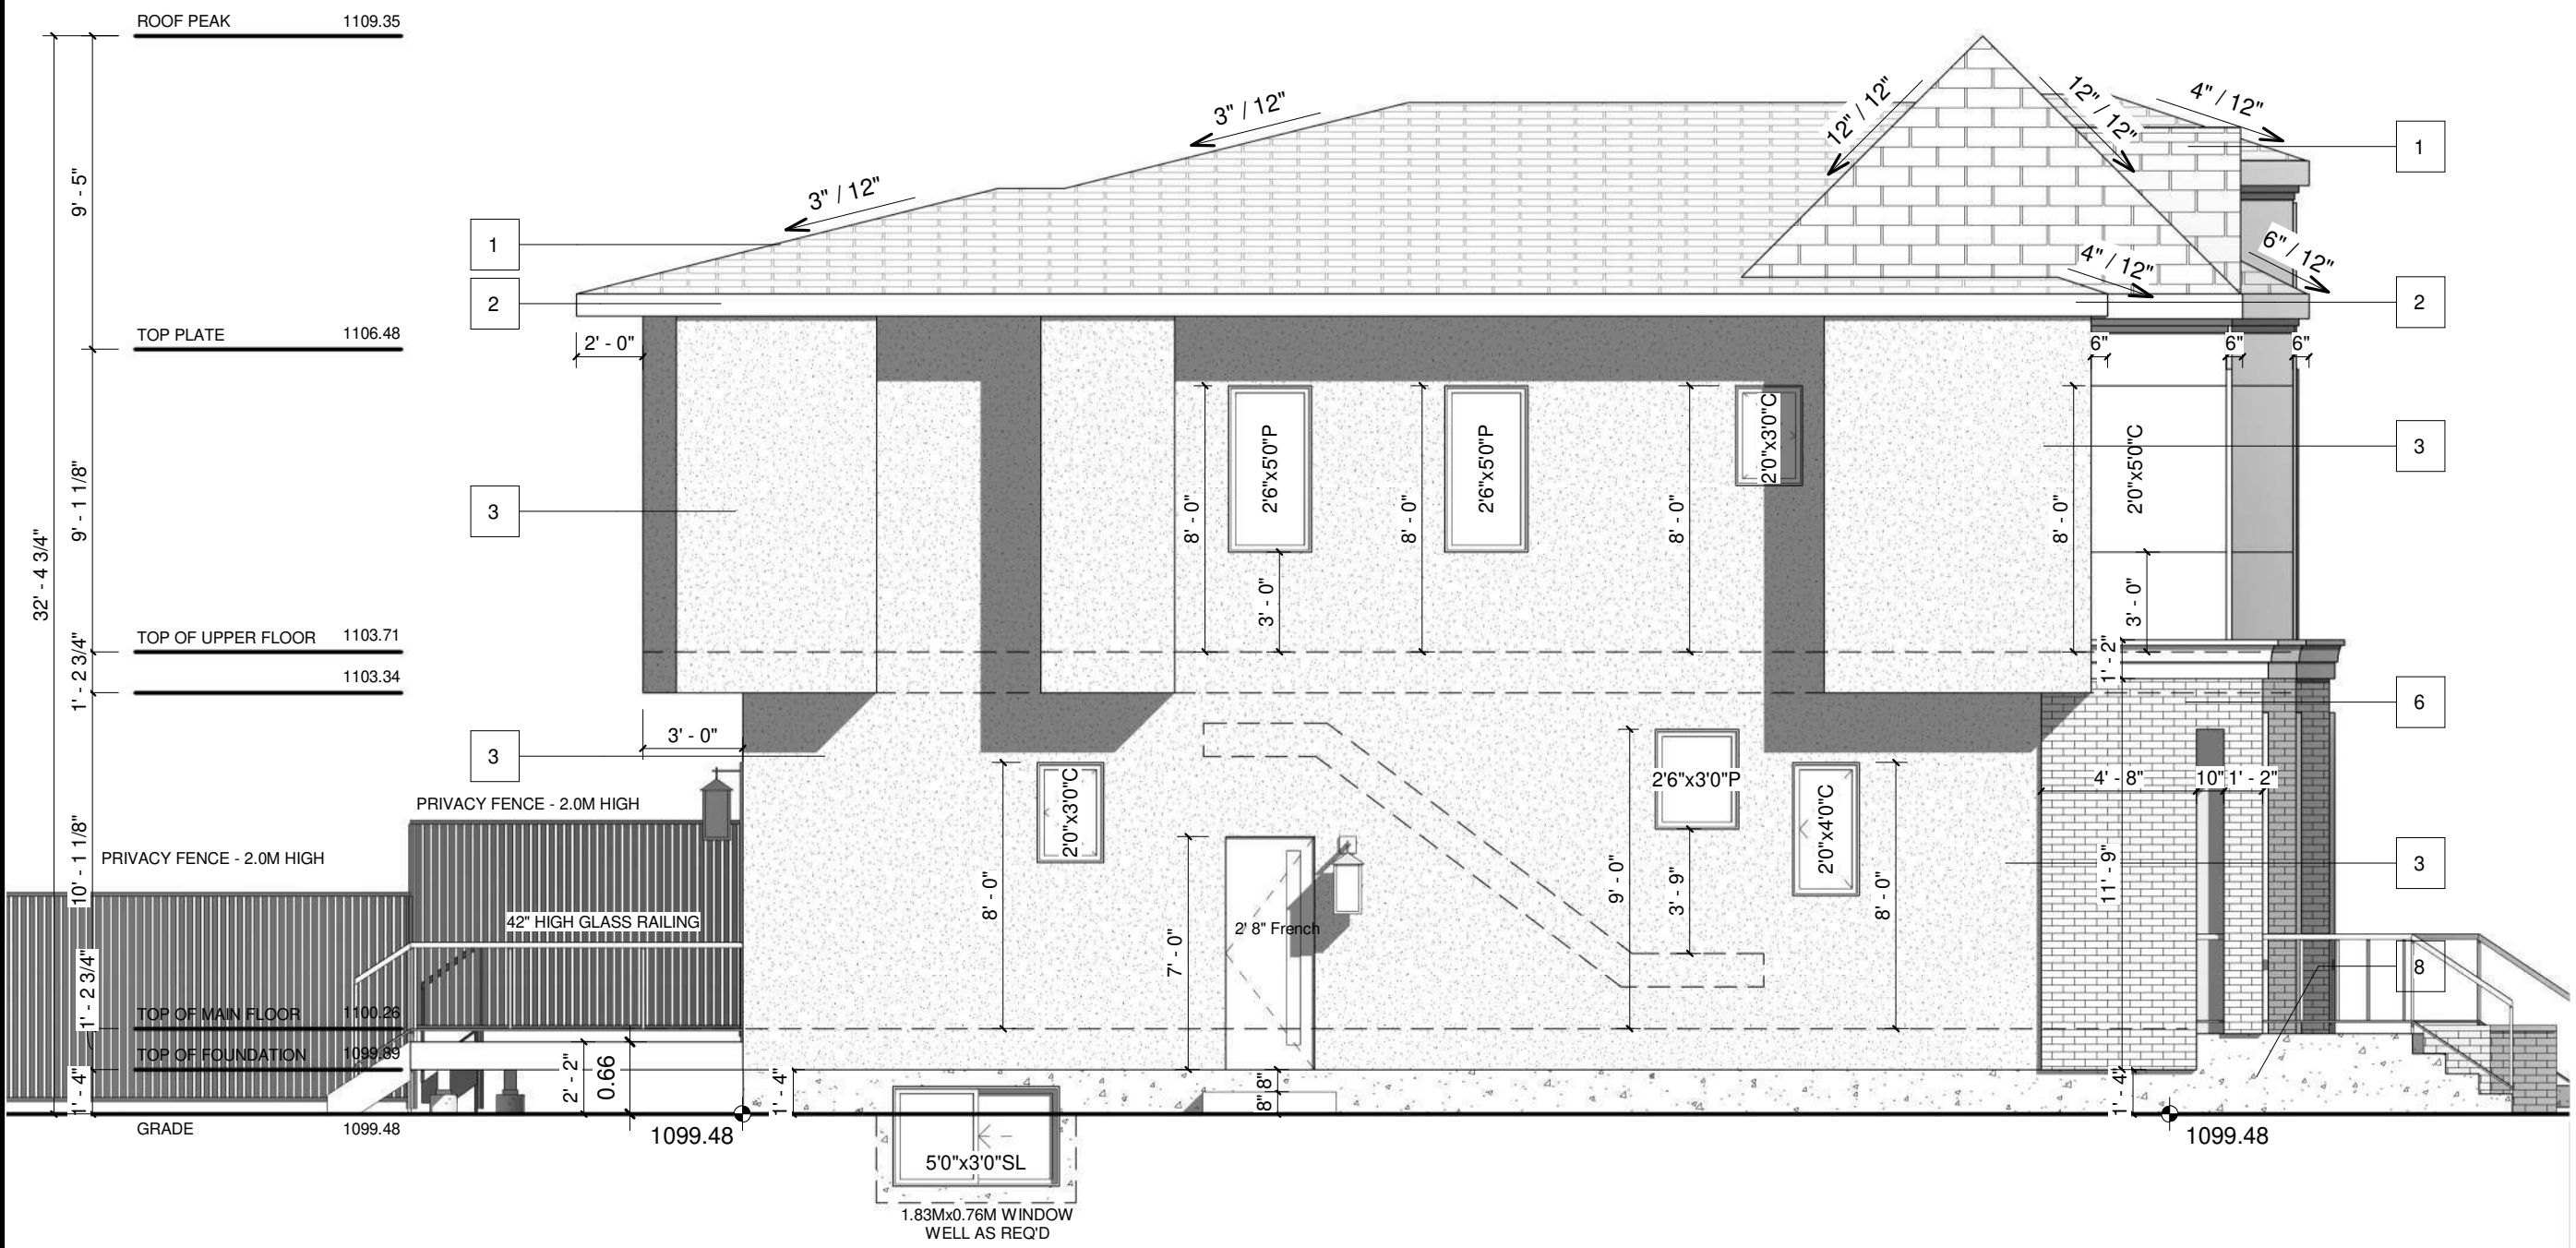 ROOF PEAK 1109.35
12" / 12"
12" / 12"
4" / 12"
3" / 12"
1
3" / 12"
9' - 5"
1
6" / 12"
4" / 12"
2
2
TOP PLATE 1106.48
2' - 0"
6"
6"
6"
2'0"x3'0"C
2'6"x5'0"P
2'6"x5'0"P
2'0"x5'0"C
3
9' - 1 1/8"
3
8' - 0"
8' - 0"
8' - 0"
8' - 0"
32' - 4 3/4"
3' - 0"
3' - 0"
TOP OF UPPER FLOOR 1103.71
1' - 2 3/4"
1' - 2"
1103.34
6
3' - 0"
3
2'6"x3'0"P
4' - 8"
10"
1' - 2"
PRIVACY FENCE - 2.0M HIGH
2'0"x3'0"C
2'0"x4'0"C
10' - 1 1/8"
PRIVACY FENCE - 2.0M HIGH
3
11' - 9"
8' - 0"
9' - 0"
3' - 9"
8' - 0"
42" HIGH GLASS RAILING
2' 8" French
7' - 0"
8
1' - 2 3/4"
TOP OF MAIN FLOOR 1100.26
TOP OF FOUNDATION 1099.89
1' - 4"
2' - 2"
0.66
1' - 4"
8"
8"
1' - 4"
GRADE 1099.48
1099.48
1099.48
5'0"x3'0"SL
1.83Mx0.76M WINDOW
WELL AS REQ'D